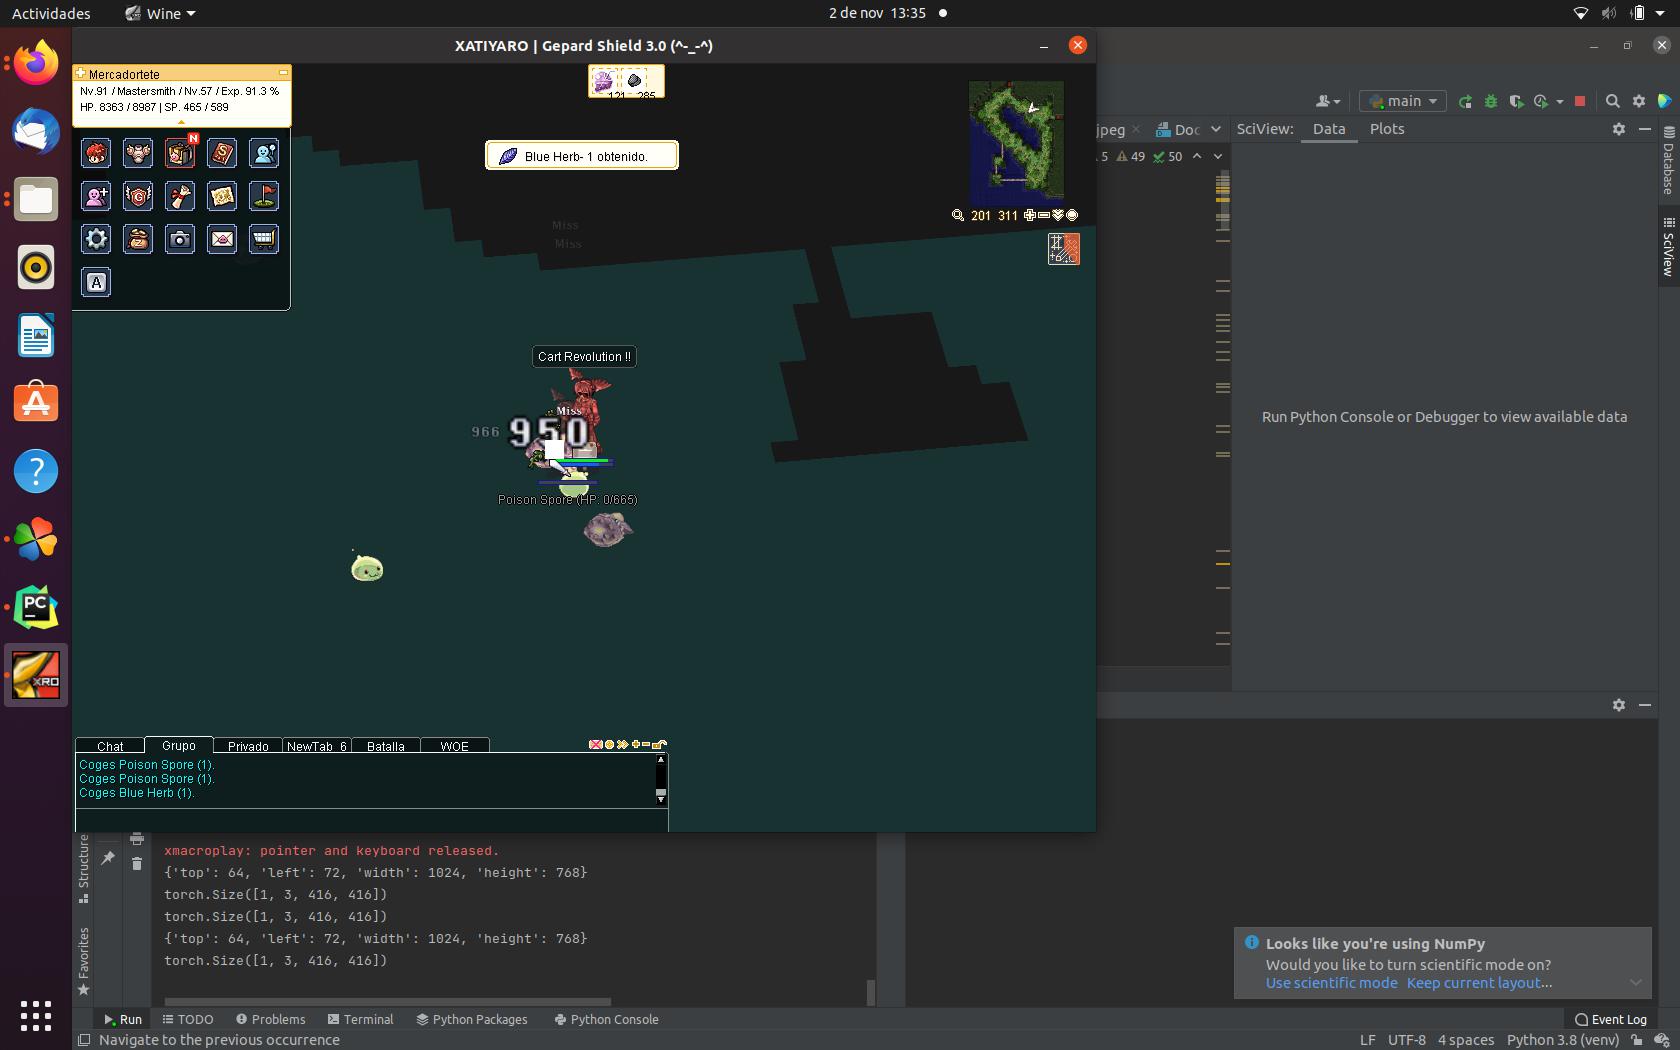 Actividades
Wine
2 de nov 13:35
XATIYARO | Gepard Shield 3.0 (^-_-^)
Mercadortete
Nv.91 / Mastersmith / Nv.57 / Exp. 91.3 %
HP. 8363 / 8987 | SP. 465 / 589
N
S
G
A
121 285
Blue Herb- 1 obtenido.
201 311
Miss
Miss
Cart Revolution !!
Miss
966
950
Poison Spore (HP: 0/665)
Chat
Grupo
Privado
NewTab 6
Batalla
WOE
Coges Poison Spore (1).
Coges Poison Spore (1).
Coges Blue Herb (1).
main
jpeg
Doc
SciView:
Data
Plots
5
49
50
Database
SciView
Run Python Console or Debugger to view available data
PC
XRO
Structure
Favorites
xmacroplay: pointer and keyboard released.
{'top': 64, 'left': 72, 'width': 1024, 'height': 768}
torch.Size([1, 3, 416, 416])
torch.Size([1, 3, 416, 416])
{'top': 64, 'left': 72, 'width': 1024, 'height': 768}
torch.Size([1, 3, 416, 416])
Looks like you're using NumPy
Would you like to turn scientific mode on?
Use scientific mode Keep current layout...
Run
TODO
Problems
Terminal
Python Packages
Python Console
Event Log
Navigate to the previous occurrence
LF UTF-8 4 spaces Python 3.8 (venv)